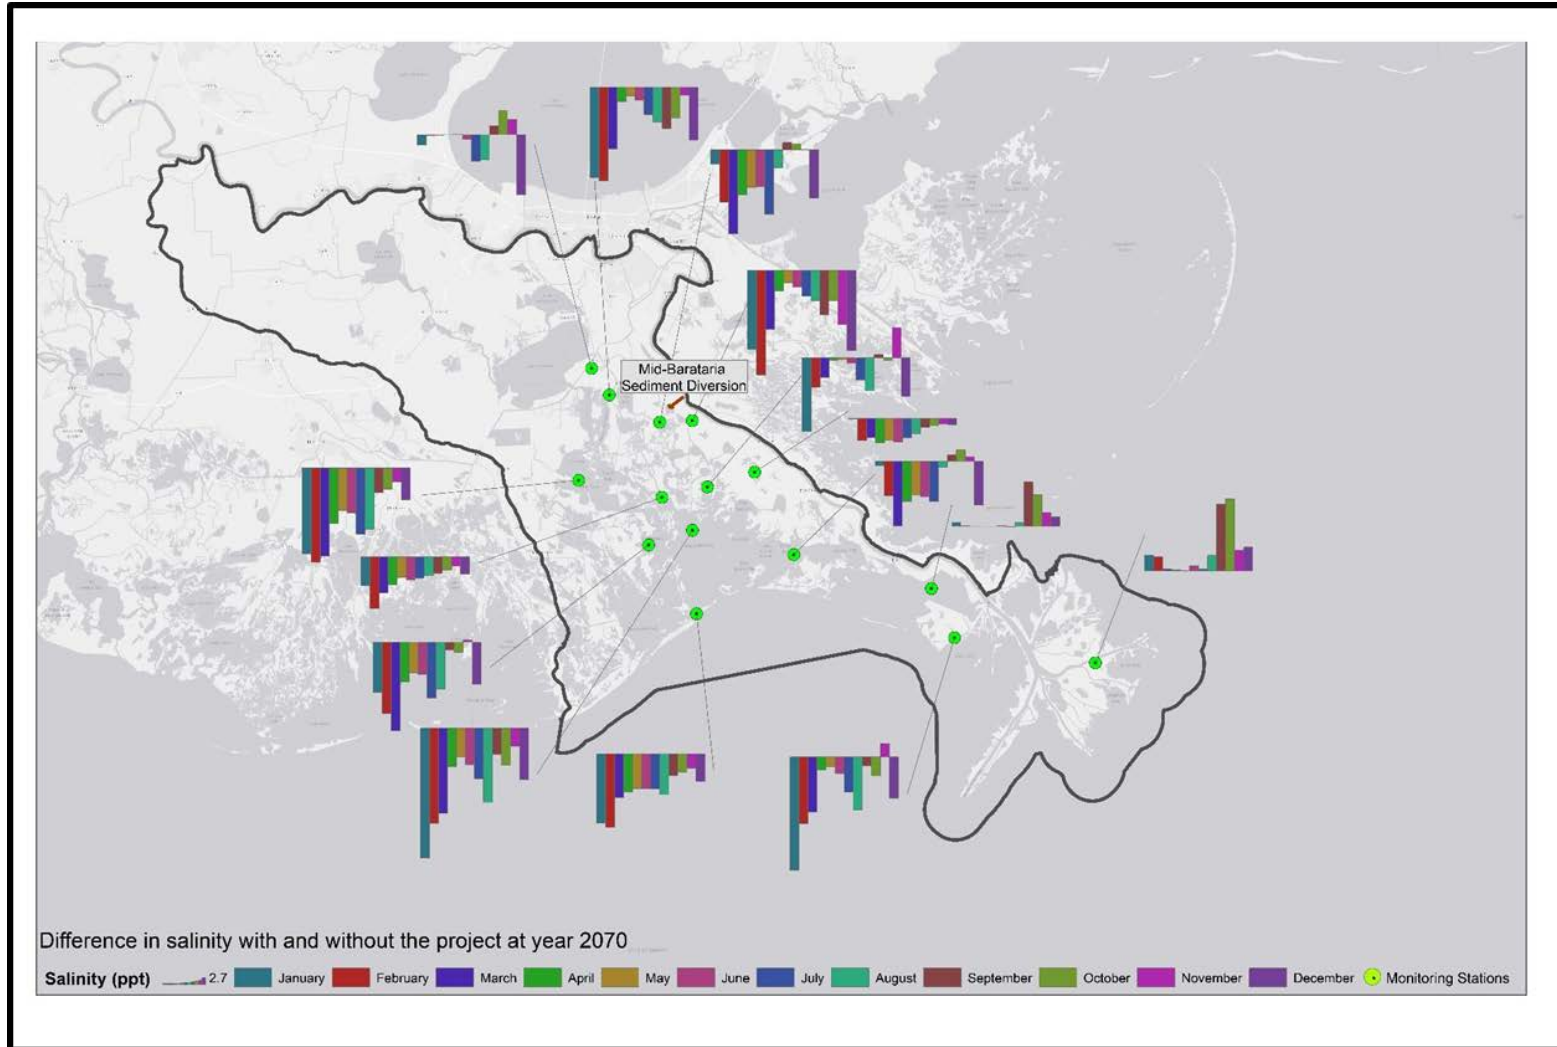 Mid-Barataria
Sediment Diversion
Difference in salinity with and without the project at year 2070
Salinity (ppt) 2.7 January February March April May June July August September October November December Monitoring Stations